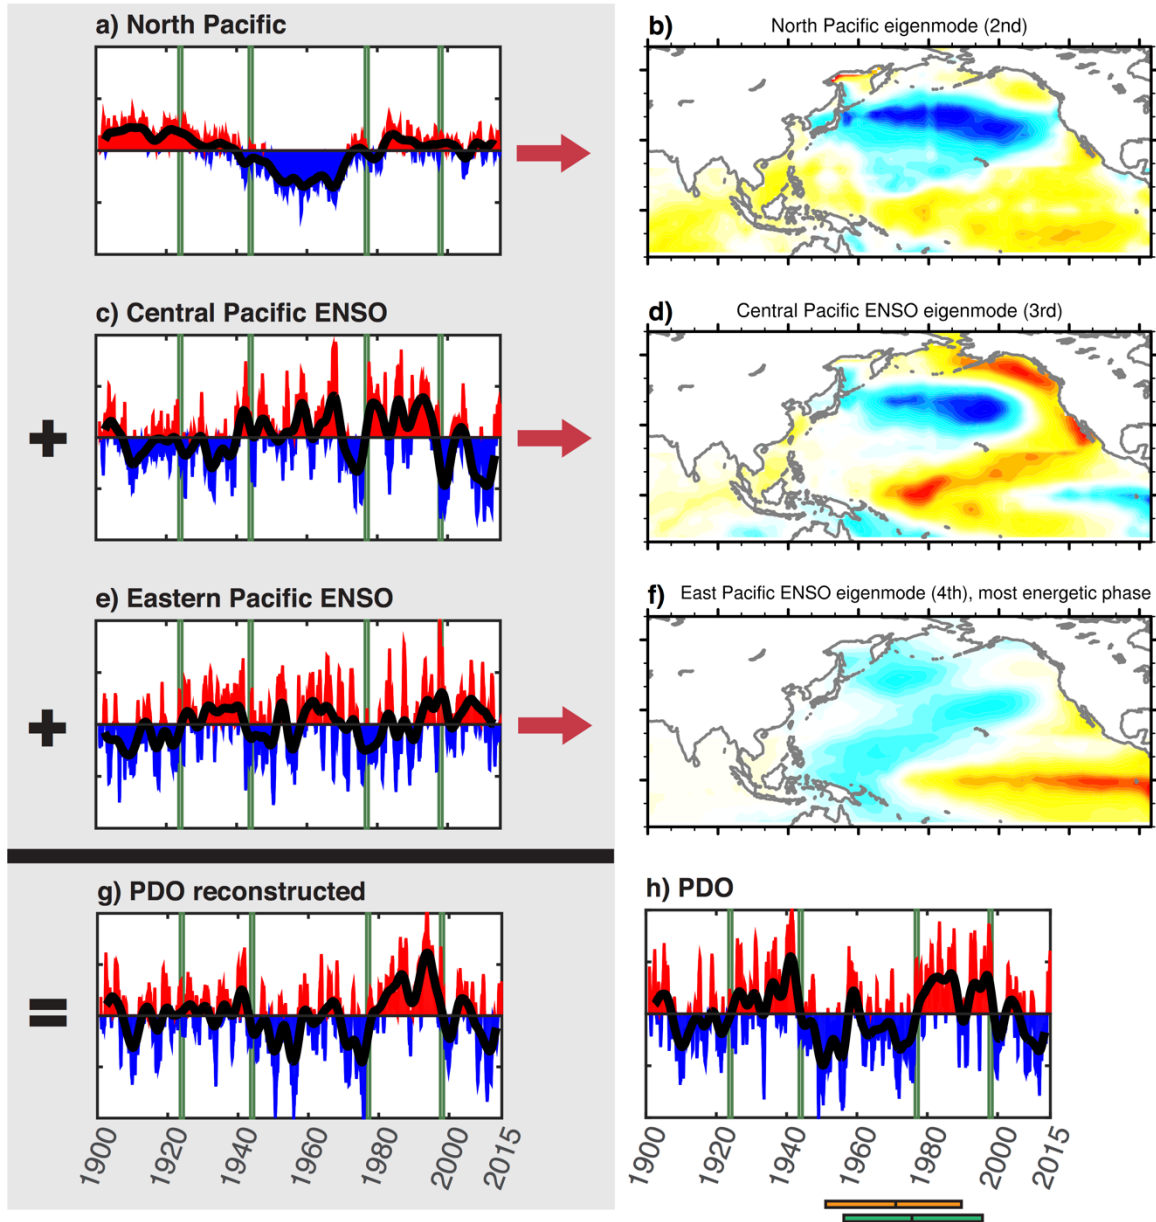 a) North Pacific
b) North Pacific eigenmode (2nd)
c) Central Pacific ENSO
d) Central Pacific ENSO eigenmode (3rd)
+
e) Eastern Pacific ENSO
f) East Pacific ENSO eigenmode (4th), most energetic phase
+
g) PDO reconstructed
h) PDO
=
1900 1920 1940 1960 1980 2000 2015
1900 1920 1940 1960 1980 2000 2015